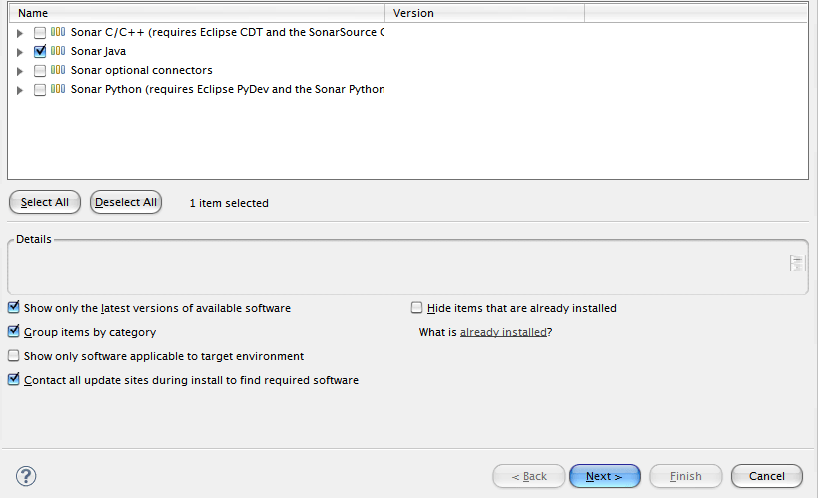 Name Version
Sonar C/C++ (requires Eclipse CDT and the SonarSource
Sonar Java
Sonar optional connectors
Sonar Python (requires Eclipse PyDev and the Sonar Python
Select All Deselect All 1 item selected
Details
Show only the latest versions of available software Hide items that are already installed
Group items by category What is already installed?
Show only software applicable to target environment
Contact all update sites during install to find required software
? < Back Next > Finish Cancel